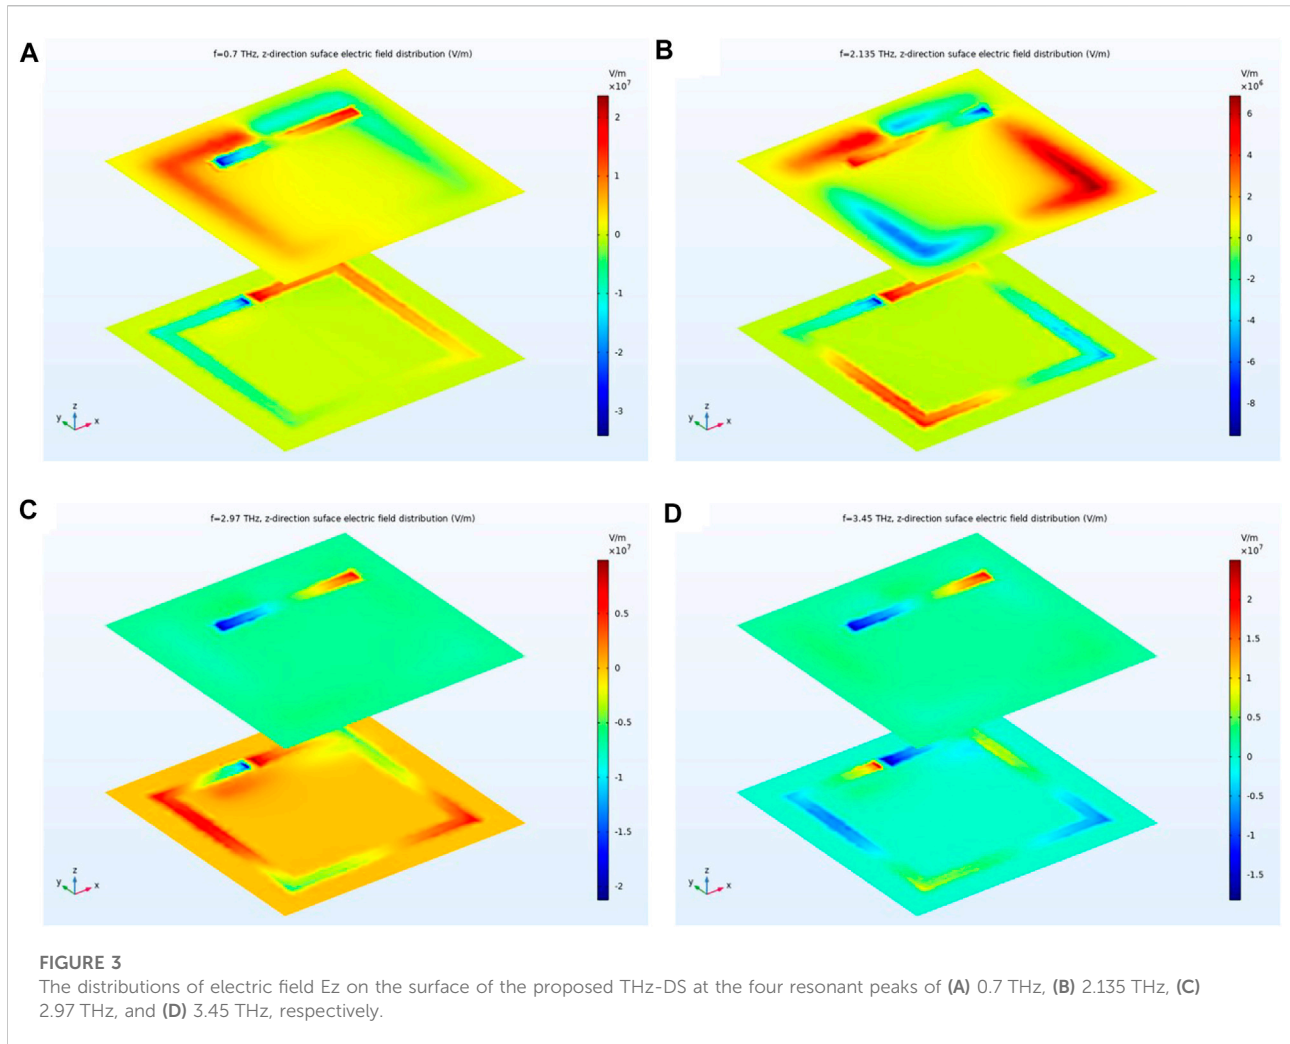 A
f=0.7 THz, z-direction suface electric field distribution (V/m)
V/m
×10⁷
2
1
0
-1
-2
-3
z
y
x
B
f=2.135 THz, z-direction suface electric field distribution (V/m)
V/m
×10⁶
6
4
2
0
-2
-4
-6
-8
z
y
x
C
f=2.97 THz, z-direction suface electric field distribution (V/m)
V/m
×10⁷
0.5
0
-0.5
-1
-1.5
-2
z
y
x
D
f=3.45 THz, z-direction suface electric field distribution (V/m)
V/m
×10⁷
2
1.5
1
0.5
0
-0.5
-1
-1.5
z
y
x
FIGURE 3
The distributions of electric field Ez on the surface of the proposed THz-DS at the four resonant peaks of (A) 0.7 THz, (B) 2.135 THz, (C)
2.97 THz, and (D) 3.45 THz, respectively.